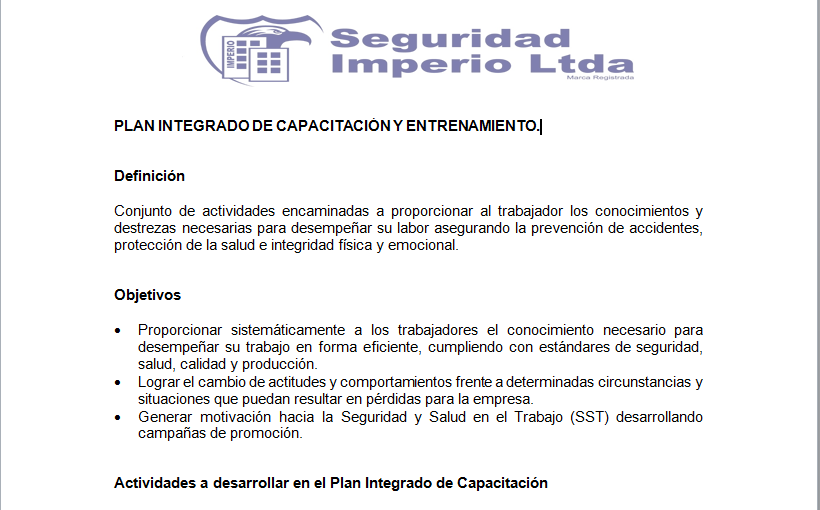 IMPERIO
Seguridad
Imperio Ltda
Marca Registrada
PLAN INTEGRADO DE CAPACITACIÓN Y ENTRENAMIENTO.
Definición
Conjunto de actividades encaminadas a proporcionar al trabajador los conocimientos y
destrezas necesarias para desempeñar su labor asegurando la prevención de accidentes,
protección de la salud e integridad física y emocional.
Objetivos
• Proporcionar sistemáticamente a los trabajadores el conocimiento necesario para
desempeñar su trabajo en forma eficiente, cumpliendo con estándares de seguridad,
salud, calidad y producción.
• Lograr el cambio de actitudes y comportamientos frente a determinadas circunstancias y
situaciones que puedan resultar en pérdidas para la empresa.
• Generar motivación hacia la Seguridad y Salud en el Trabajo (SST) desarrollando
campañas de promoción.
Actividades a desarrollar en el Plan Integrado de Capacitación